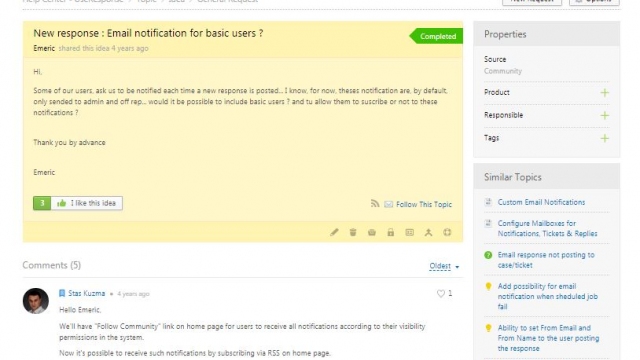 Help Center - UseResponse > Topic > Idea > General Request
New Request
Options
New response : Email notification for basic users ?
Completed
Emeric shared this idea 4 years ago
Hi,
Some of our users, ask us to be notified each time a new response is posted... I know, for now, theses notification are, by default,
only sended to admin and off rep... would it be possible to include basic users ? and tu allow them to suscribe or not to these
notifications ?
Thank you by advance
Emeric
3 I like this idea
Follow This Topic
Comments (5)
Oldest
Stas Kuzma • 4 years ago
1
Hello Emeric,
We'll have "Follow Community" link on home page for users to receive all notifications according to their visibility
permissions in the system.
Now it's possible to receive such notifications by subscribing via RSS on home page.
Properties
Source
Community
Product
Responsible
Tags
Similar Topics
Custom Email Notifications
Configure Mailboxes for
Notifications, Tickets & Replies
Email response not posting to
case/ticket
Add possibility for email
notification when sheduled job
fail
Ability to set From Email and
From Name to the user posting
the response